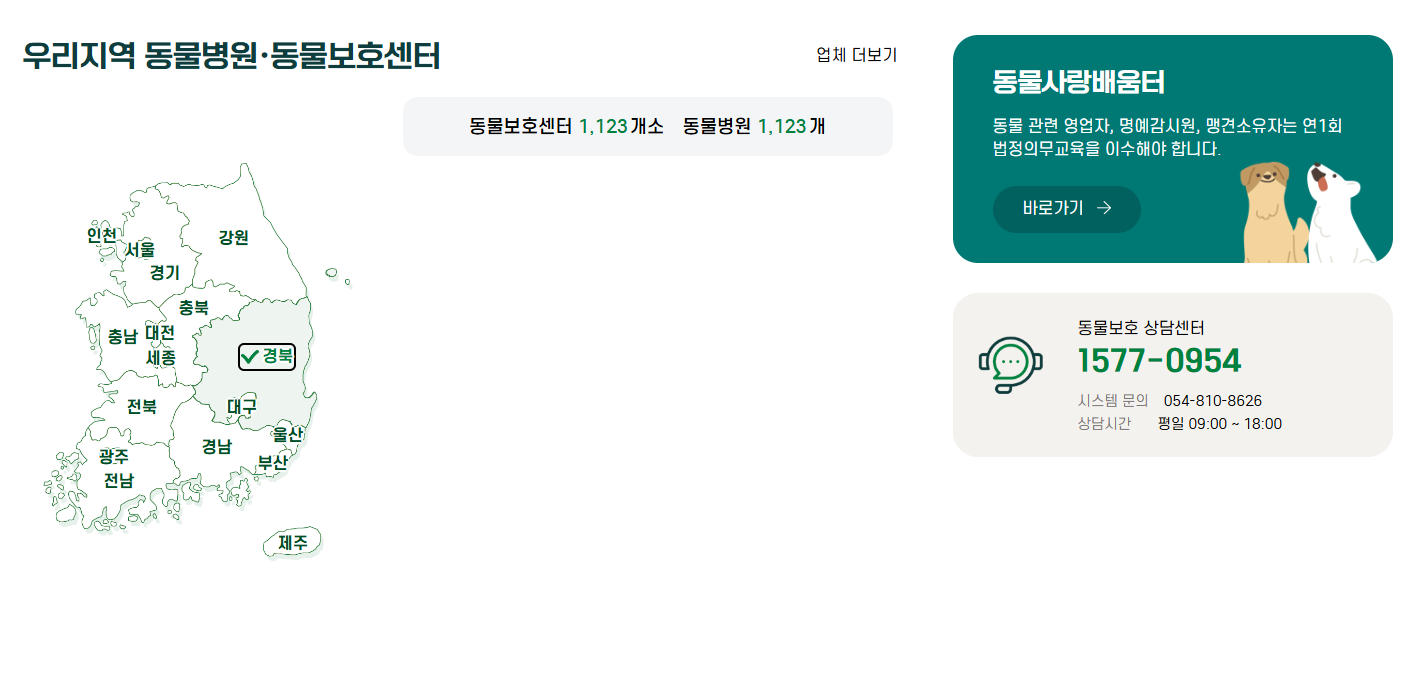 우리지역 동물병원·동물보호센터
업체 더보기
동물보호센터 1,123개소 동물병원 1,123개
인천
서울
경기
강원
충북
충남
대전
세종
경북
전북
대구
울산
경남
부산
광주
전남
제주
동물사랑배움터
동물 관련 영업자, 명예감시원, 맹견소유자는 연1회
법정의무교육을 이수해야 합니다.
바로가기 →
동물보호 상담센터
1577-0954
시스템 문의 054-810-8626
상담시간 평일 09:00 ~ 18:00